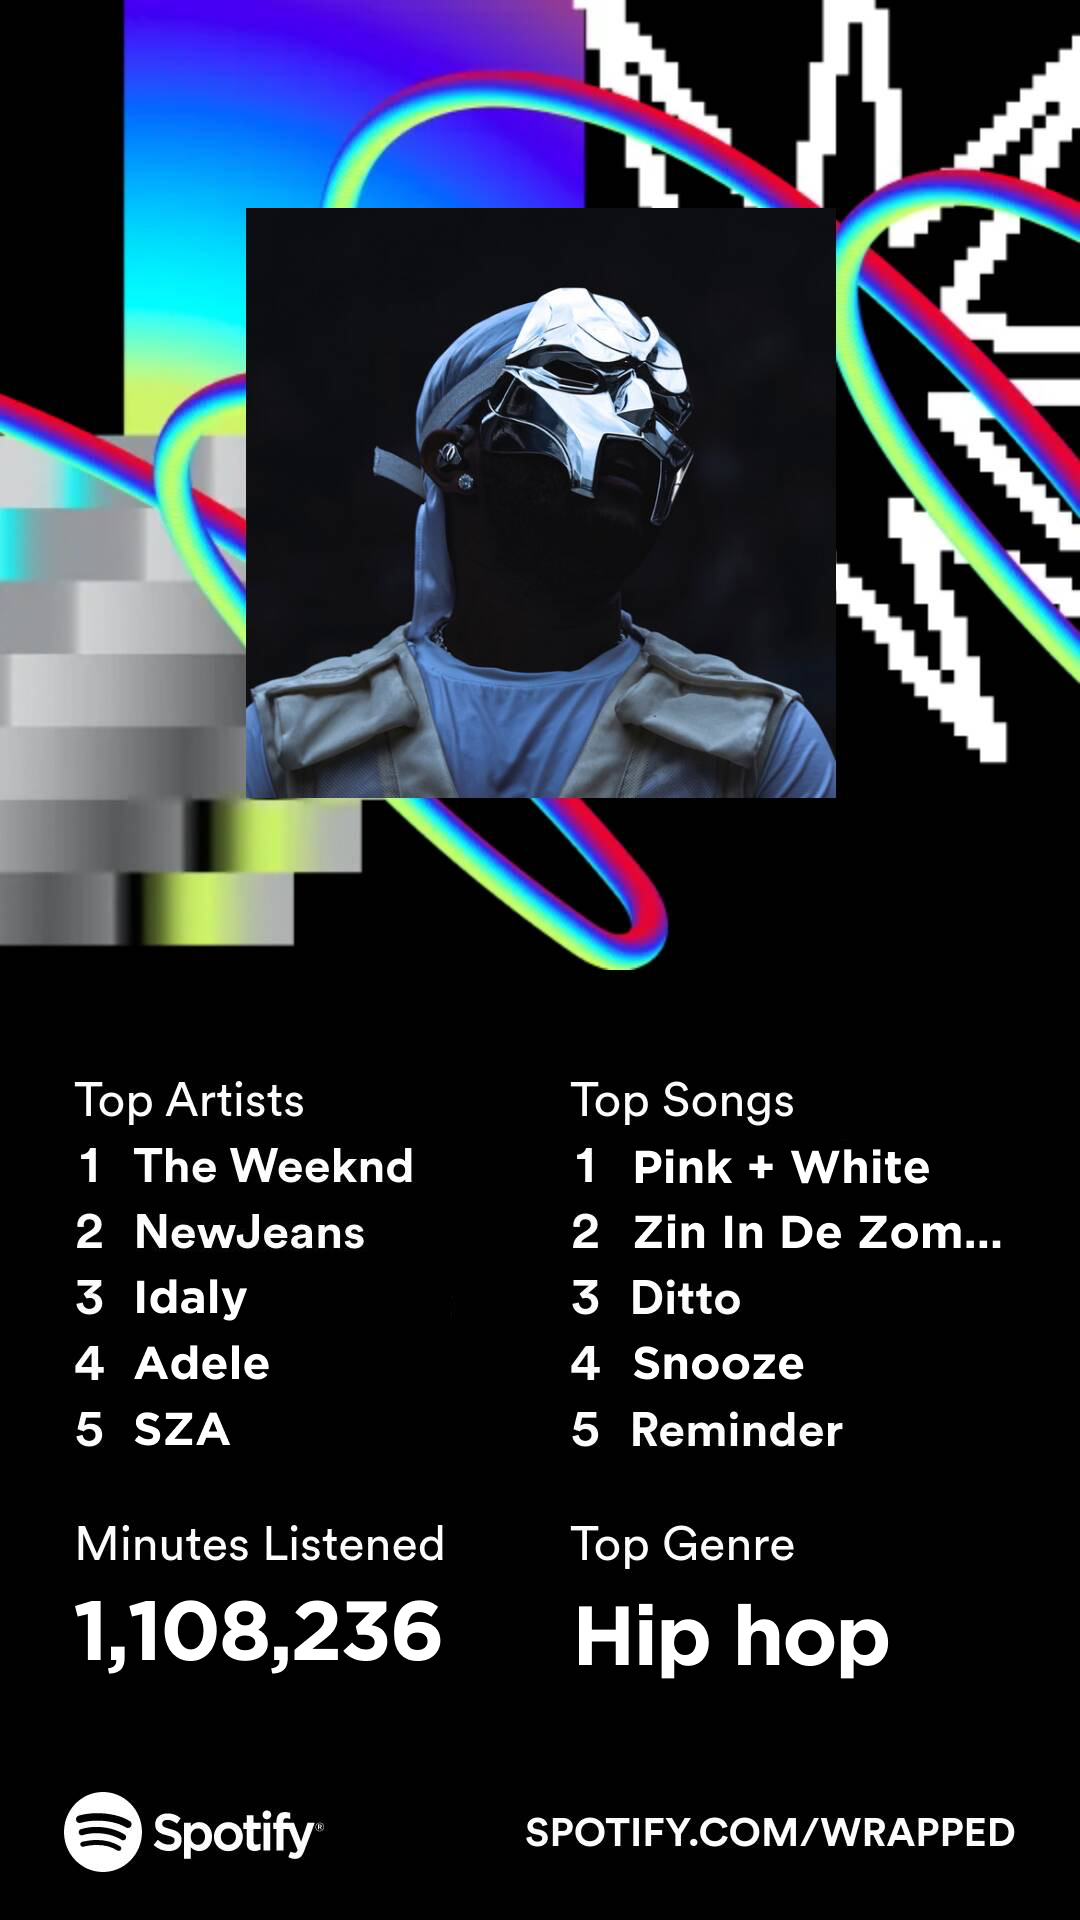 Top Artists
1 The Weeknd
2 NewJeans
3 Idaly
4 Adele
5 SZA
Top Songs
1 Pink + White
2 Zin In De Zom...
3 Ditto
4 Snooze
5 Reminder
Minutes Listened
1,108,236
Top Genre
Hip hop
Spotify®
SPOTIFY.COM/WRAPPED